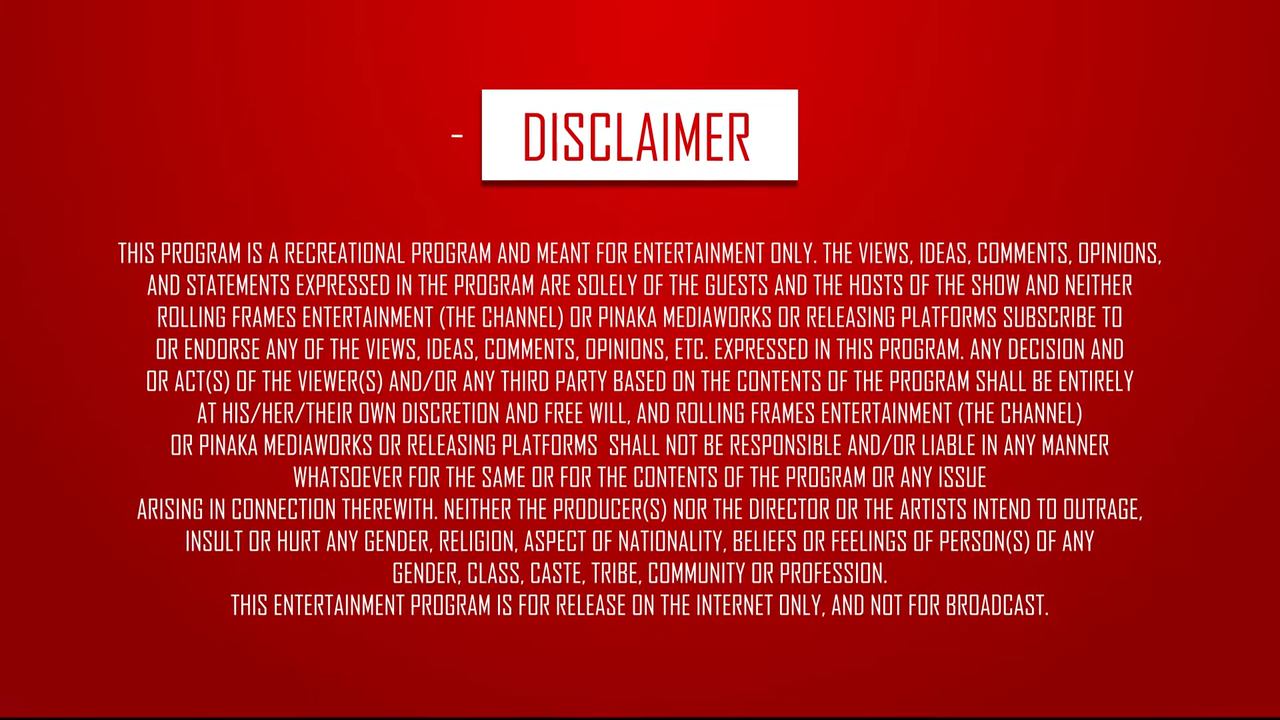 - DISCLAIMER
THIS PROGRAM IS A RECREATIONAL PROGRAM AND MEANT FOR ENTERTAINMENT ONLY. THE VIEWS, IDEAS, COMMENTS, OPINIONS,
AND STATEMENTS EXPRESSED IN THE PROGRAM ARE SOLELY OF THE GUESTS AND THE HOSTS OF THE SHOW AND NEITHER
ROLLING FRAMES ENTERTAINMENT (THE CHANNEL) OR PINAKA MEDIAWORKS OR RELEASING PLATFORMS SUBSCRIBE TO
OR ENDORSE ANY OF THE VIEWS, IDEAS, COMMENTS, OPINIONS, ETC. EXPRESSED IN THIS PROGRAM. ANY DECISION AND
OR ACT(S) OF THE VIEWER(S) AND/OR ANY THIRD PARTY BASED ON THE CONTENTS OF THE PROGRAM SHALL BE ENTIRELY
AT HIS/HER/THEIR OWN DISCRETION AND FREE WILL, AND ROLLING FRAMES ENTERTAINMENT (THE CHANNEL)
OR PINAKA MEDIAWORKS OR RELEASING PLATFORMS SHALL NOT BE RESPONSIBLE AND/OR LIABLE IN ANY MANNER
WHATSOEVER FOR THE SAME OR FOR THE CONTENTS OF THE PROGRAM OR ANY ISSUE
ARISING IN CONNECTION THEREWITH. NEITHER THE PRODUCER(S) NOR THE DIRECTOR OR THE ARTISTS INTEND TO OUTRAGE,
INSULT OR HURT ANY GENDER, RELIGION, ASPECT OF NATIONALITY, BELIEFS OR FEELINGS OF PERSON(S) OF ANY
GENDER, CLASS, CASTE, TRIBE, COMMUNITY OR PROFESSION.
THIS ENTERTAINMENT PROGRAM IS FOR RELEASE ON THE INTERNET ONLY, AND NOT FOR BROADCAST.